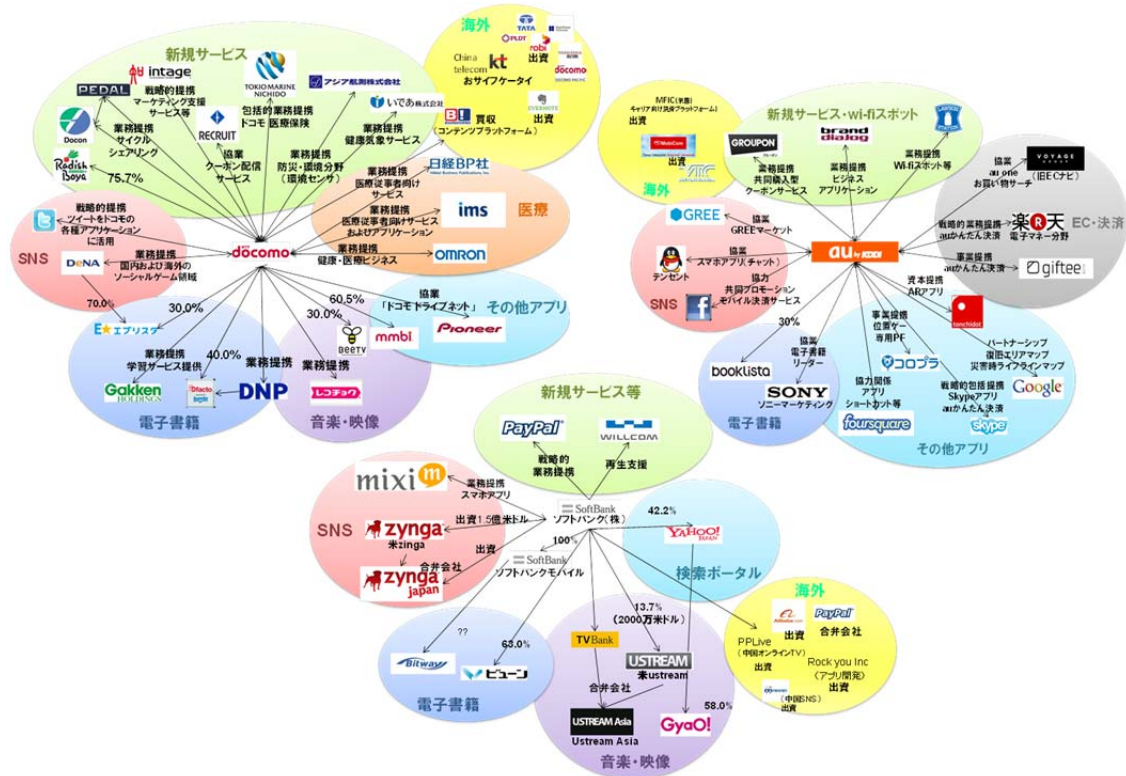 新規サービス
intage
戦略的提携
マーケティング支援
サービス等
PEDAL
Docon
業務提携
サイクル
シェアリング
Radish
Boya
75.7%
RECRUIT
協業
クーポン配信
サービス
TOKIO MARINE
NICHIDO
包括的業務提携
ドコモ 医療保険
アジア航測株式会社
業務提携
防災・環境分野
(環境センサ)
いであ株式会社
業務提携
健康気象サービス
海外
TATA
PLDT
robi
出資
China
telecom
kt
おサイフケータイ
docomo
B!
買収
(コンテンツプラットフォーム)
EVERNOTE
出資
日経BP社
業務提携
医療従事者向け
サービス
業務提携
医療従事者向けサービス
およびアプリケーション
ims
医療
業務提携
健康・医療ビジネス
OMRON
戦略的提携
ツイートをドコモの
各種アプリケーション
に活用
SNS
DeNA
業務提携
国内および海外の
ソーシャルゲーム領域
döcomo
70.0%
E★エブリスタ
30.0%
業務提携
学習サービス提供
Gakken
HOLDINGS
40.0%
Dfacto
業務提携
DNP
電子書籍
60.5%
30.0%
BeeTV
mmbi
業務提携
レコチョク
音楽・映像
協業
「ドコモ ドライブネット」
その他アプリ
Pioneer
MFIC(米国)
キャリア向け決済プラットフォーム)
出資
MobiCom
出資
海外
新規サービス・wi-fiスポット
GROUPON
業務提携
共同購入型
クーポンサービス
brand
dialog
業務提携
ビジネス
アプリケーション
LAWSON
STATION
業務提携
Wi-fiスポット等
GREE
協業
GREEマーケット
テンセント
協業
スマホアプリ(チャット)
SNS
協力
共同プロモーション
モバイル決済サービス
au by KDDI
協業
au one
お買い物サーチ
VOYAGE
GROUP
(旧ECナビ)
戦略的業務提携
auかんたん決済
楽R天
電子マネー分野
EC・決済
事業提携
auかんたん決済
giftee
資本提携
ARアプリ
tonchidot
30%
booklista
協業
電子書籍
リーダー
SONY
ソニーマーケティング
電子書籍
事業提携
位置ゲー
専用PF
コロプラ
協力関係
アプリ
ショートカット等
foursquare
パートナーシップ
復旧エリアマップ
災害時ライフラインマップ
Google
戦略的包括提携
Skypeアプリ
auかんたん決済
skype
その他アプリ
新規サービス等
PayPal
戦略的
業務提携
WILLCOM
再生支援
mixi
業務提携
スマホアプリ
SNS
zynga
米zinga
出資1.5億米ドル
出資
合弁会社
zynga
japan
SoftBank
ソフトバンク(株)
100%
SoftBank
ソフトバンクモバイル
42.2%
YAHOO!
JAPAN
検索ポータル
??
Bitway
63.0%
ビューン
電子書籍
TVBank
13.7%
(2000万米ドル)
USTREAM
米ustream
合弁会社
USTREAM Asia
Ustream Asia
58.0%
GyaO!
音楽・映像
海外
Alibaba.com
出資
PayPal
合弁会社
PPLive
(中国オンラインTV)
出資
Rock you Inc
(アプリ開発)
出資
(中国SNS)
出資